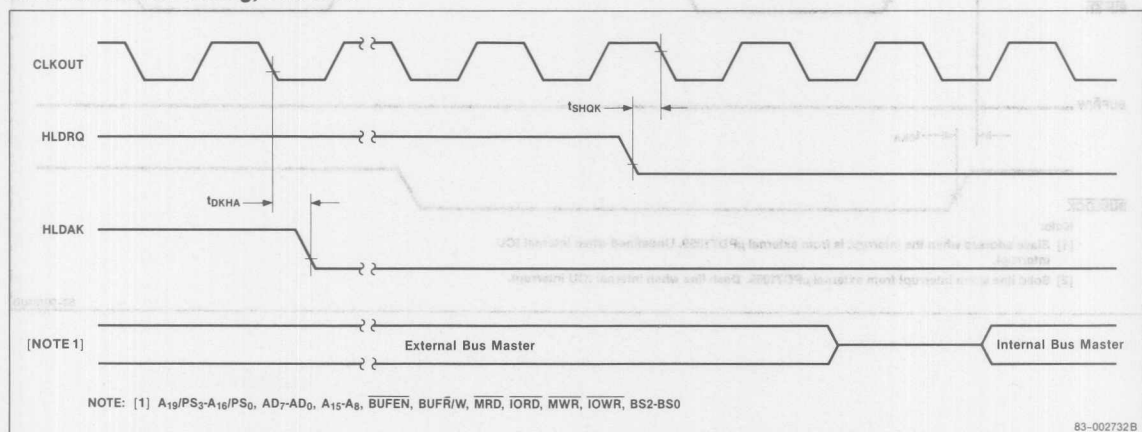 CLKOUT
tSHQK
HLDRQ
tDKHA
HLDAK
[NOTE 1]
External Bus Master
Internal Bus Master
NOTE: [1] A19/PS3-A16/PS0, AD7-AD0, A15-A8, BUFEN, BUFR̄/W, MRD, IORD, MWR, IOWR, BS2-BS0
83-002732B